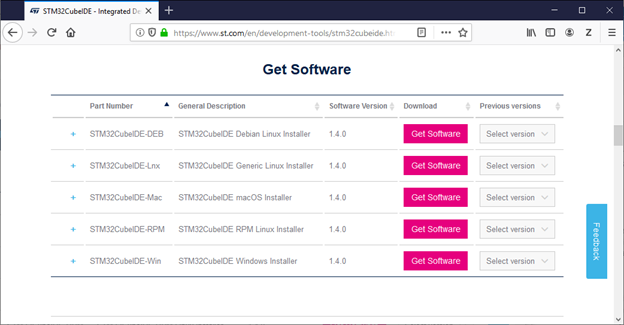 STM32CubeIDE - Integrated De
https://www.st.com/en/development-tools/stm32cubeide.ht
Z
Get Software
Part Number General Description Software Version Download Previous versions
+ STM32CubeIDE-DEB STM32CubeIDE Debian Linux Installer 1.4.0 Get Software Select version
+ STM32CubeIDE-Lnx STM32CubeIDE Generic Linux Installer 1.4.0 Get Software Select version
+ STM32CubeIDE-Mac STM32CubeIDE macOS Installer 1.4.0 Get Software Select version
+ STM32CubeIDE-RPM STM32CubeIDE RPM Linux Installer 1.4.0 Get Software Select version
+ STM32CubeIDE-Win STM32CubeIDE Windows Installer 1.4.0 Get Software Select version
Feedback